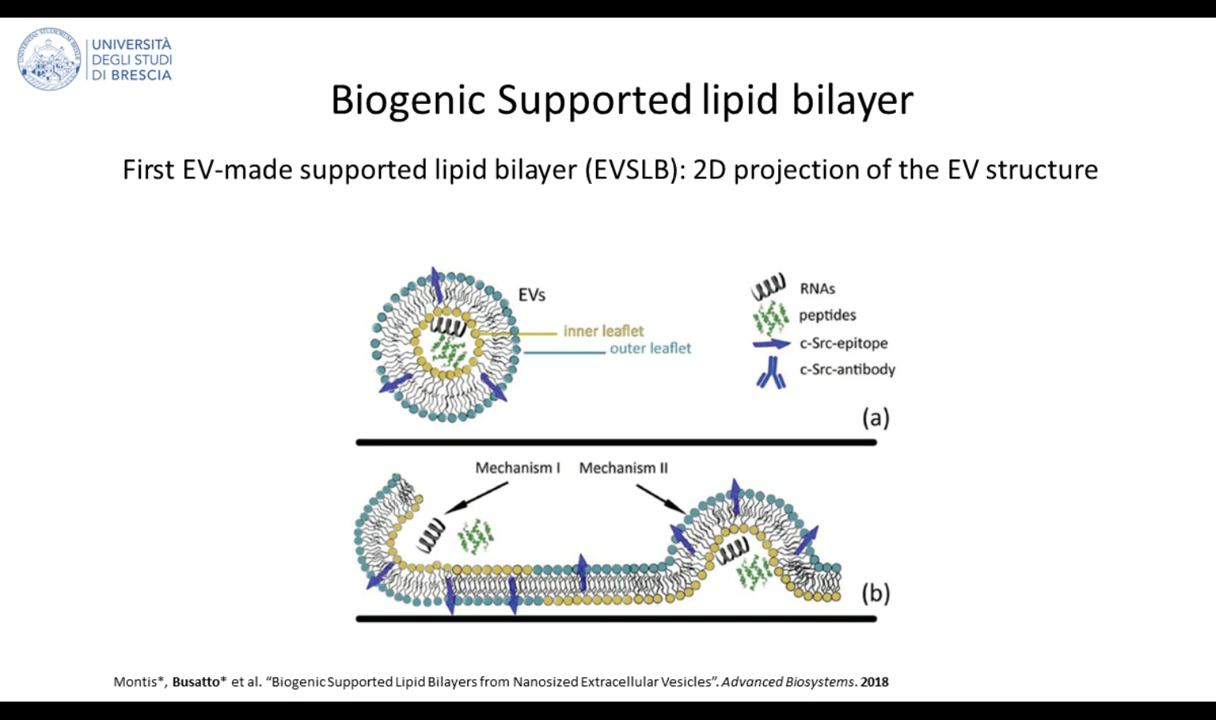 UNIVERSITÀ
DEGLI STUDI
DI BRESCIA
Biogenic Supported lipid bilayer
First EV-made supported lipid bilayer (EVSLB): 2D projection of the EV structure
EVs
inner leaflet
outer leaflet
RNAs
peptides
c-Src-epitope
c-Src-antibody
(a)
Mechanism I Mechanism II
(b)
Montis*, Busatto* et al. “Biogenic Supported Lipid Bilayers from Nanosized Extracellular Vesicles”. Advanced Biosystems. 2018